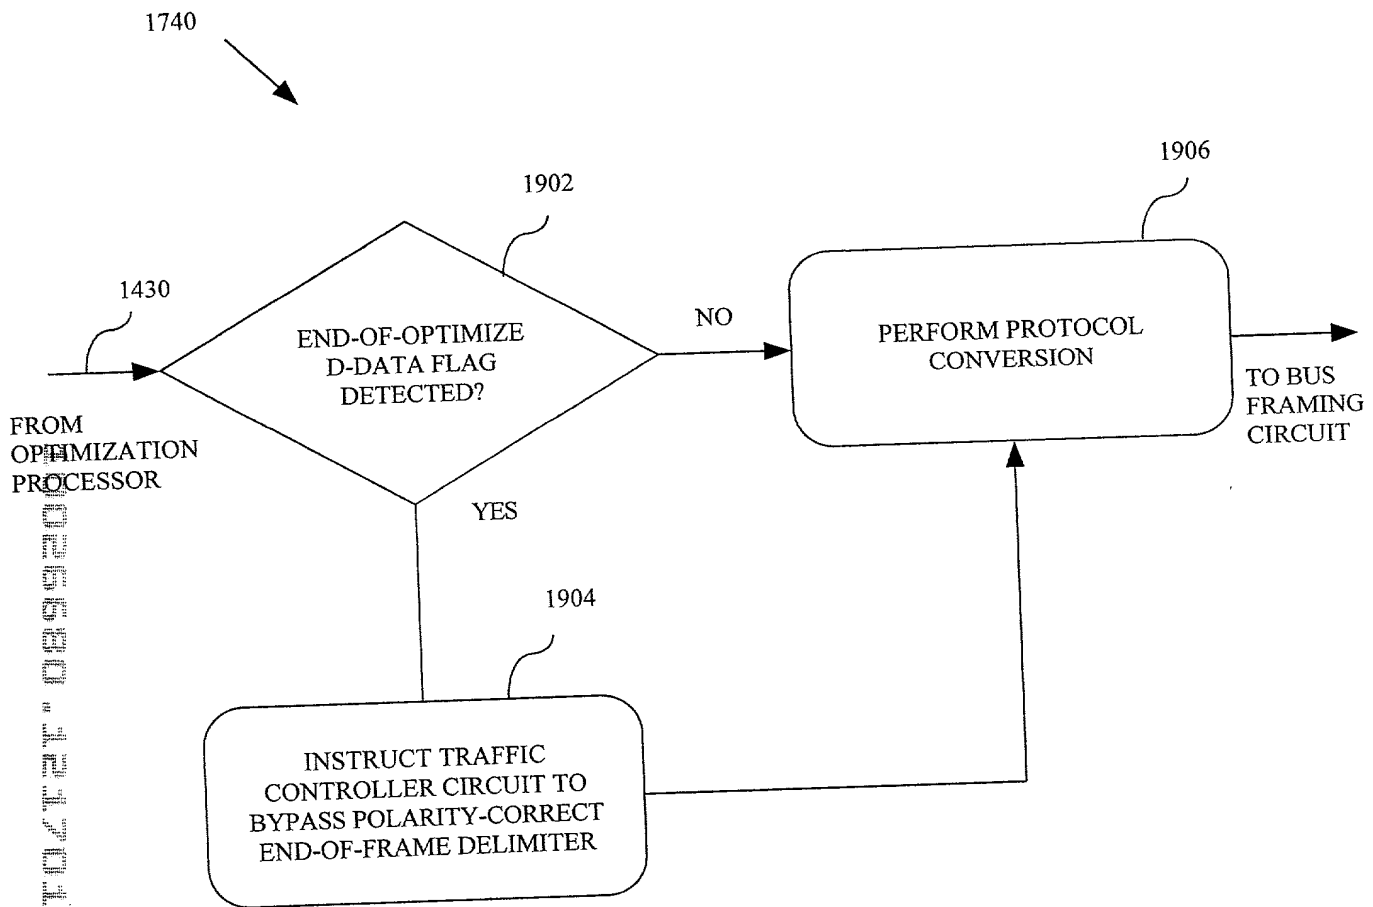 1740
1906
1902
1430
END-OF-OPTIMIZE
D-DATA FLAG
DETECTED?
NO
PERFORM PROTOCOL
CONVERSION
FROM
OPTIMIZATION
PROCESSOR
TO BUS
FRAMING
CIRCUIT
YES
1904
INSTRUCT TRAFFIC
CONTROLLER CIRCUIT TO
BYPASS POLARITY-CORRECT
END-OF-FRAME DELIMITER